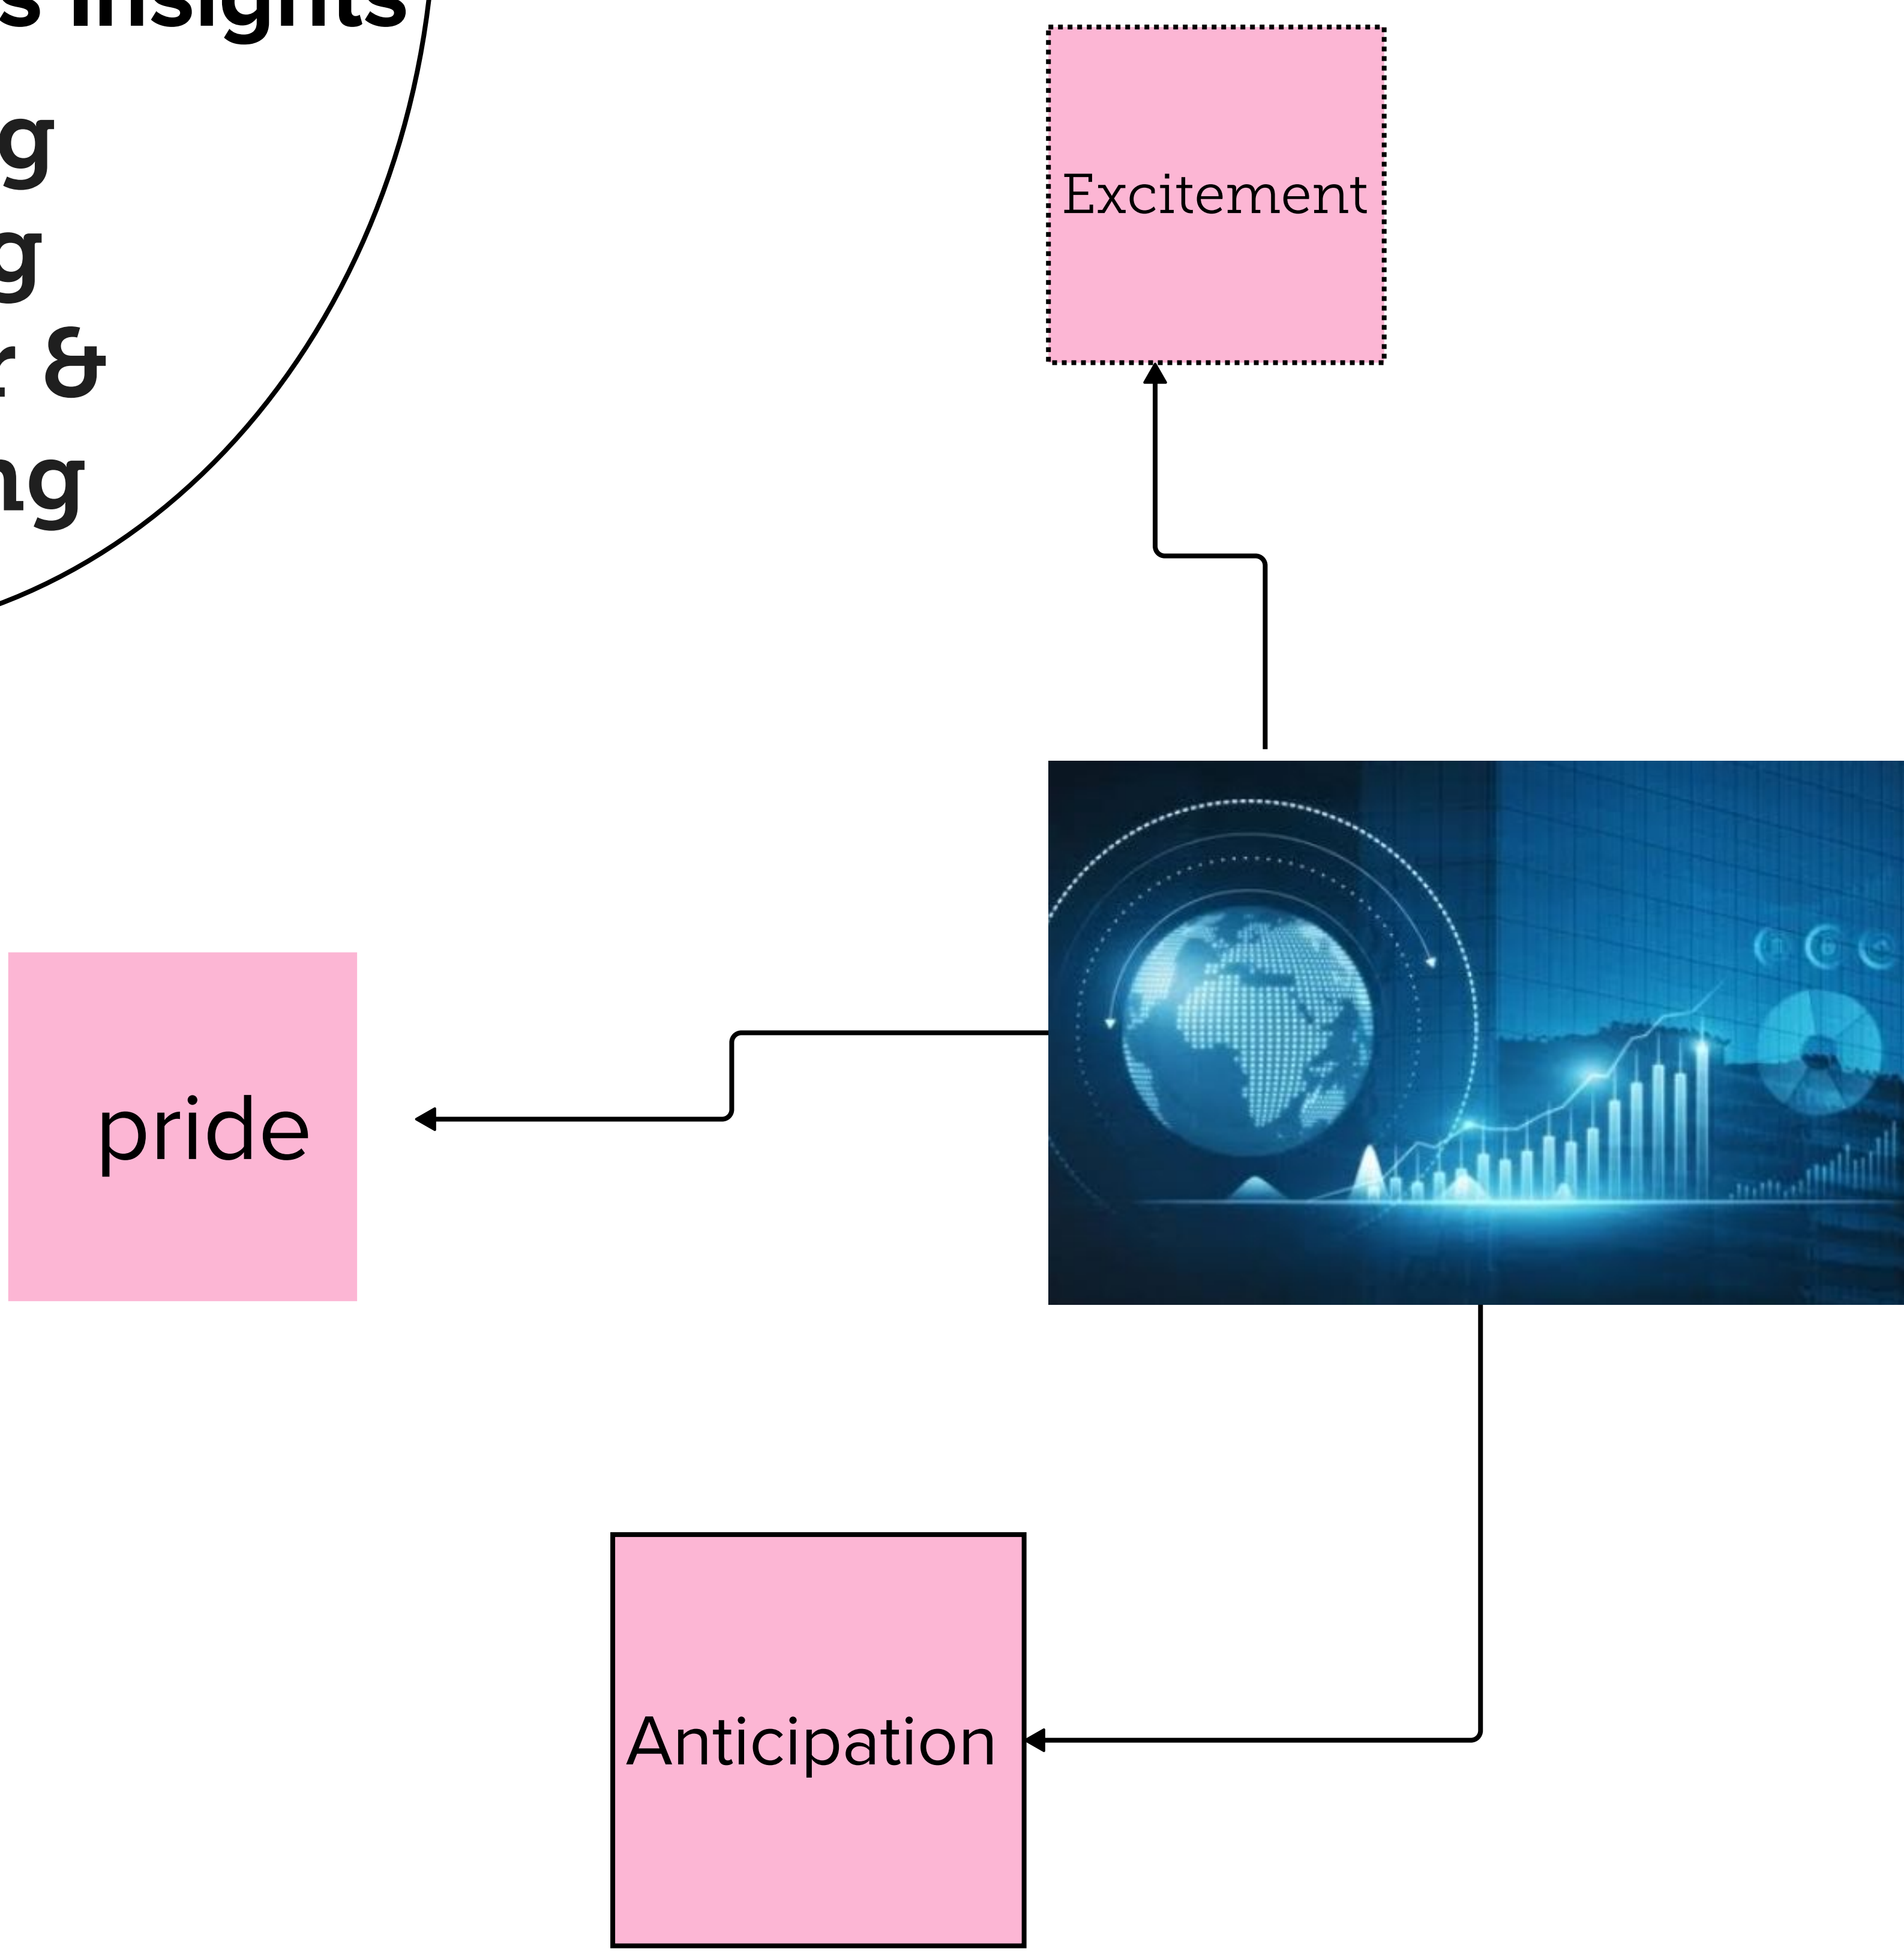 s Insights
g
g
r &
ng
Excitement
pride
Anticipation